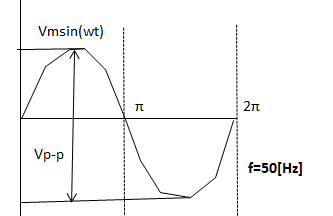 Vmsin(wt)
π
2π
Vp-p
f=50[Hz]